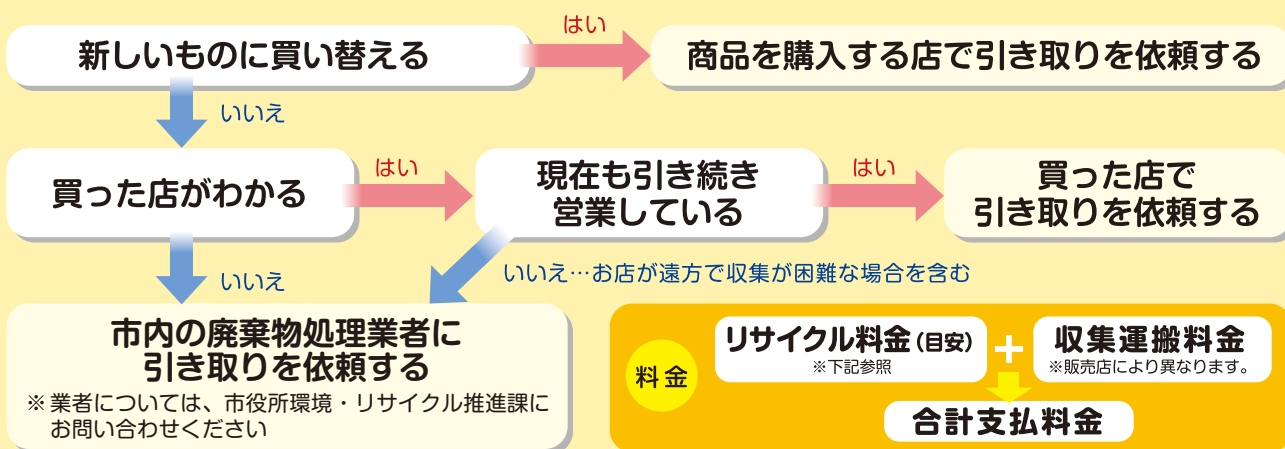 はい
新しいものに買い替える
商品を購入する店で引き取りを依頼する
いいえ
買った店がわかる
はい
現在も引き続き
営業している
はい
買った店で
引き取りを依頼する
いいえ
いいえ…お店が遠方で収集が困難な場合を含む
市内の廃棄物処理業者に
引き取りを依頼する
※業者については、市役所環境・リサイクル推進課に
お問い合わせください
料金
リサイクル料金(目安)
※下記参照
+
収集運搬料金
※販売店により異なります。
合計支払料金